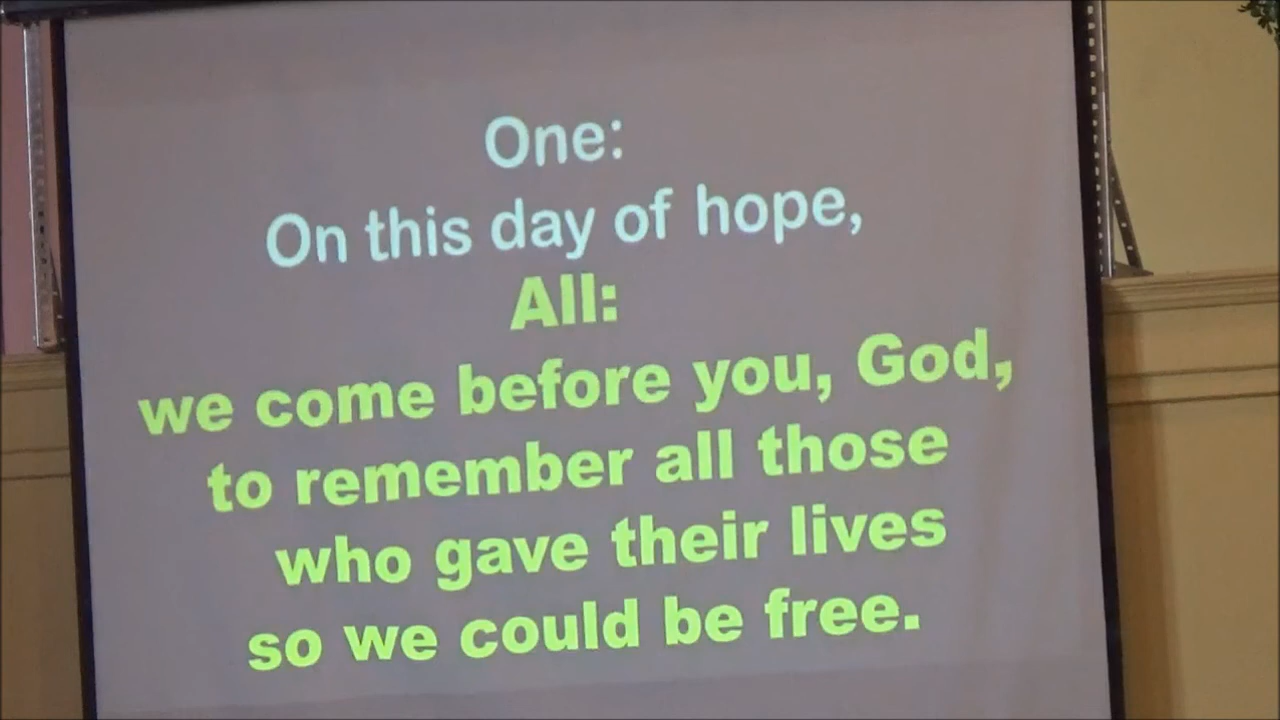 One:
On this day of hope,
All:
we come before you, God,
to remember all those
who gave their lives
so we could be free.